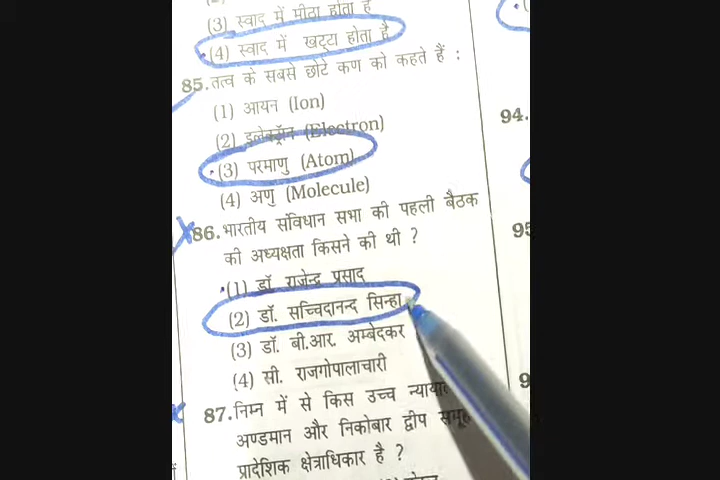 (3) स्वाद में मीठा होता है
(4) स्वाद में खट्टा होता है
85. तत्व के सबसे छोटे कण को कहते हैं :
(1) आयन (Ion)
(2) इलेक्ट्रॉन (Electron)
(3) परमाणु (Atom)
(4) अणु (Molecule)
86. भारतीय संविधान सभा की पहली बैठक
की अध्यक्षता किसने की थी ?
(1) डॉ राजेन्द्र प्रसाद
(2) डॉ. सच्चिदानन्द सिन्हा
(3) डॉ. बी.आर. अम्बेदकर
(4) सी. राजगोपालाचारी
87. निम्न में से किस उच्च
अण्डमान और निकोबार द्वीप
प्रादेशिक क्षेत्राधिकार है ?
94.
95